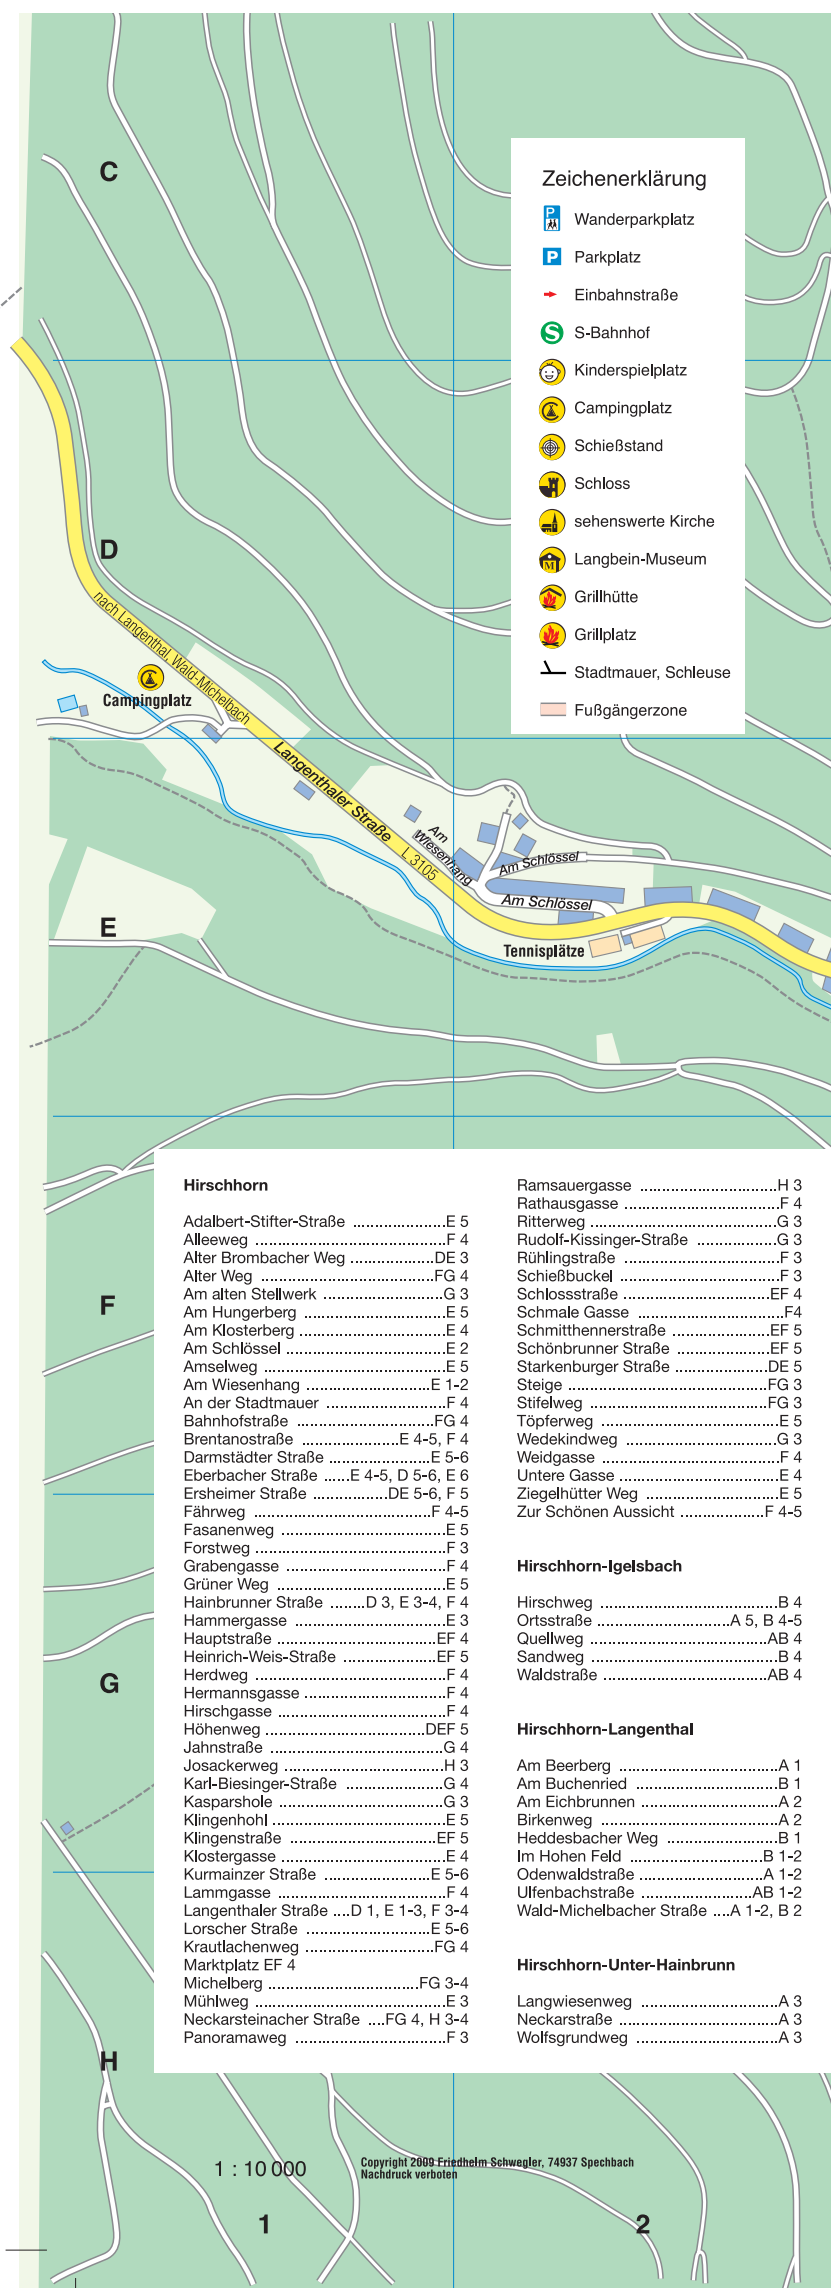 C
Zeichenerklärung
Wanderparkplatz
Parkplatz
Einbahnstraße
S-Bahnhof
Kinderspielplatz
Campingplatz
Schießstand
Schloss
sehenswerte Kirche
Langbein-Museum
Grillhütte
Grillplatz
Stadtmauer, Schleuse
Fußgängerzone
P
P
S
M
D
nach Langenthal, Wald-Michelbach
Campingplatz
Langenthaler Straße
L 3105
Am
Wiesenhang
Am Schlössel
Am Schlössel
E
Tennisplätze
F
G
H
Hirschhorn
Adalbert-Stifter-Straße ....................E 5
Alleeweg ..........................................F 4
Alter Brombacher Weg ...................DE 3
Alter Weg .......................................FG 4
Am alten Stellwerk ..........................G 3
Am Hungerberg ...............................E 5
Am Klosterberg ................................E 4
Am Schlössel ...................................E 2
Amselweg ........................................E 5
Am Wiesenhang ...........................E 1-2
An der Stadtmauer ..........................F 4
Bahnhofstraße ..............................FG 4
Brentanostraße .....................E 4-5, F 4
Darmstädter Straße ......................E 5-6
Eberbacher Straße .....E 4-5, D 5-6, E 6
Ersheimer Straße ...............DE 5-6, F 5
Fährweg .......................................F 4-5
Fasanenweg ....................................E 5
Forstweg ..........................................F 3
Grabengasse ...................................F 4
Grüner Weg .....................................E 5
Hainbrunner Straße .......D 3, E 3-4, F 4
Hammergasse ..................................E 3
Hauptstraße ...................................EF 4
Heinrich-Weis-Straße .....................EF 5
Herdweg ..........................................F 4
Hermannsgasse ...............................F 4
Hirschgasse .....................................F 4
Höhenweg ...................................DEF 5
Jahnstraße .......................................G 4
Josackerweg ....................................H 3
Karl-Biesinger-Straße ......................G 4
Kasparshole .....................................G 3
Klingenhohl ......................................E 5
Klingenstraße .................................EF 5
Klostergasse ....................................E 4
Kurmainzer Straße ........................E 5-6
Lammgasse .....................................F 4
Langenthaler Straße ....D 1, E 1-3, F 3-4
Lorscher Straße ............................E 5-6
Krautlachenweg .............................FG 4
Marktplatz EF 4
Michelberg ..................................FG 3-4
Mühlweg ..........................................E 3
Neckarsteinacher Straße ...FG 4, H 3-4
Panoramaweg ..................................F 3
Ramsauergasse ...............................H 3
Rathausgasse ..................................F 4
Ritterweg ..........................................G 3
Rudolf-Kissinger-Straße ..................G 3
Rühlingstraße ...................................F 3
Schießbuckel ...................................F 3
Schlossstraße .................................EF 4
Schmale Gasse .................................F4
Schmitthennerstraße ......................EF 5
Schönbrunner Straße .....................EF 5
Starkenburger Straße .....................DE 5
Steige .............................................FG 3
Stifelweg .........................................FG 3
Töpferweg ........................................E 5
Wedekindweg ..................................G 3
Weidgasse .......................................F 4
Untere Gasse ...................................E 4
Ziegelhütter Weg .............................E 5
Zur Schönen Aussicht ..................F 4-5
Hirschhorn-Igelsbach
Hirschweg ........................................B 4
Ortsstraße ...........................A 5, B 4-5
Quellweg ........................................AB 4
Sandweg ..........................................B 4
Waldstraße .....................................AB 4
Hirschhorn-Langenthal
Am Beerberg ....................................A 1
Am Buchenried ................................B 1
Am Eichbrunnen ..............................A 2
Birkenweg ........................................A 2
Heddesbacher Weg .........................B 1
Im Hohen Feld ............................B 1-2
Odenwaldstraße ..........................A 1-2
Ulfenbachstraße .........................AB 1-2
Wald-Michelbacher Straße ....A 1-2, B 2
Hirschhorn-Unter-Hainbrunn
Langwiesenweg ...............................A 3
Neckarstraße ...................................A 3
Wolfsgrundweg ................................A 3
1 : 10 000
Copyright 2009 Friedhelm Schwegler, 74937 Spechbach
Nachdruck verboten
1
2